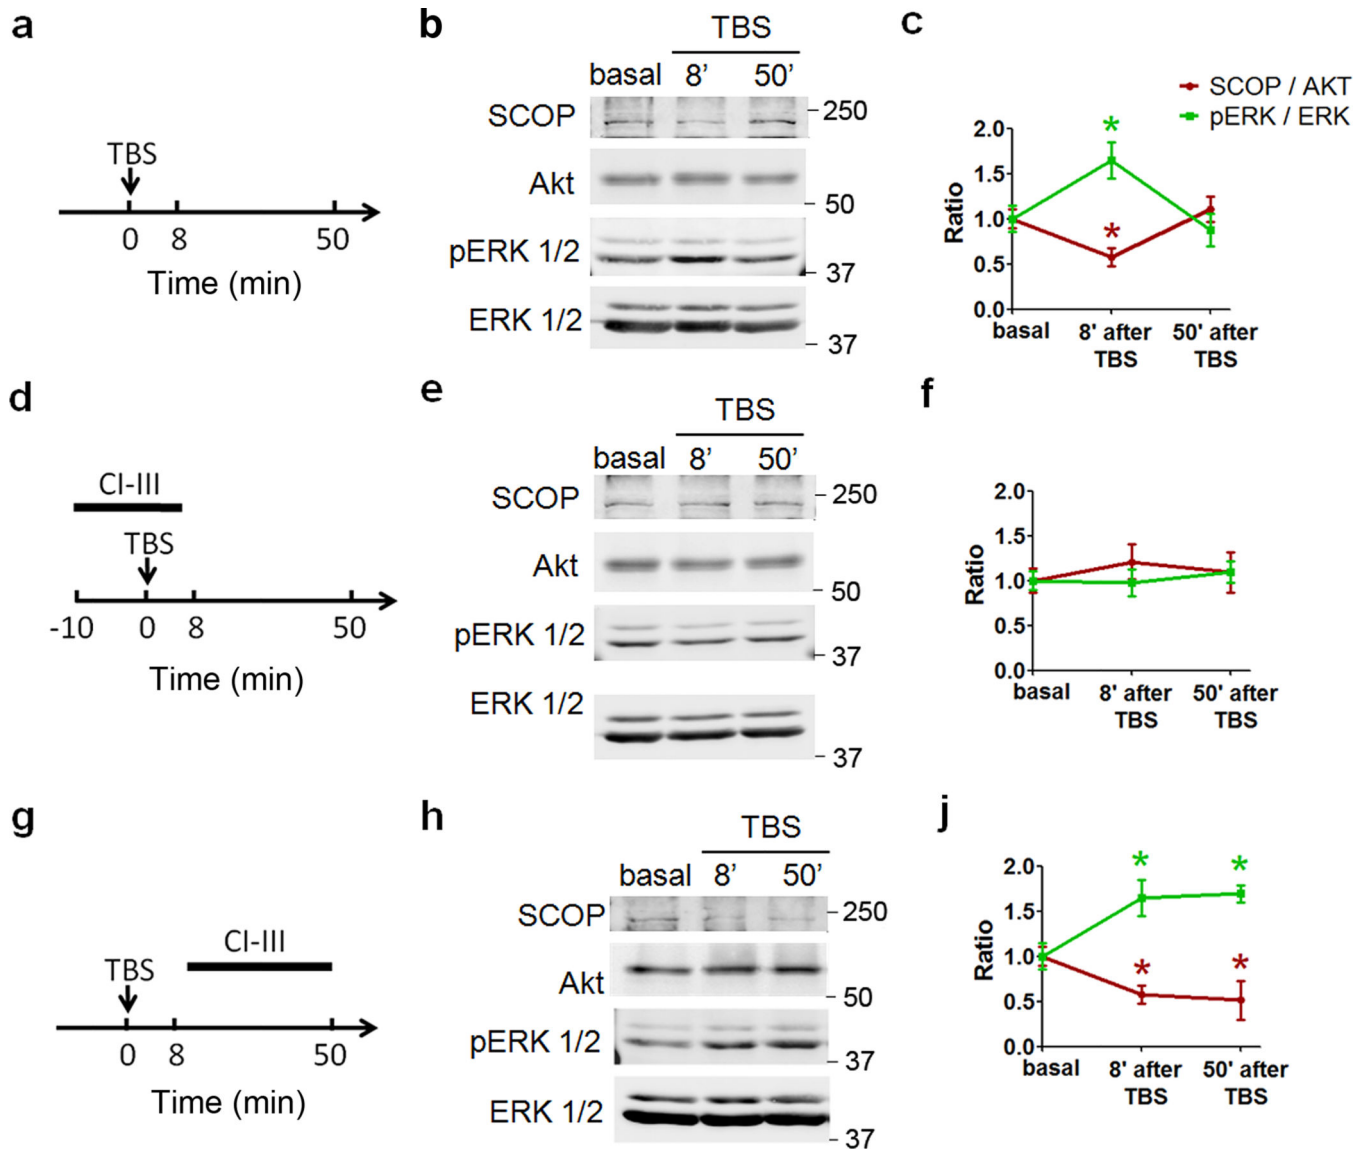 a
TBS
0 8 50
Time (min)
b
TBS
basal 8’ 50’
SCOP
250
Akt
50
pERK 1/2
37
ERK 1/2
37
c
SCOP / AKT
pERK / ERK
*
*
Ratio
2.0
1.5
1.0
0.5
0.0
basal 8' after 50' after
TBS TBS
d
CI-III
TBS
-10 0 8 50
Time (min)
e
TBS
basal 8’ 50’
SCOP
250
Akt
50
pERK 1/2
37
ERK 1/2
37
f
Ratio
2.0
1.5
1.0
0.5
0.0
basal 8' after 50' after
TBS TBS
g
CI-III
TBS
0 8 50
Time (min)
h
TBS
basal 8’ 50’
SCOP
250
Akt
50
pERK 1/2
37
ERK 1/2
37
j
* *
* *
Ratio
2.0
1.5
1.0
0.5
0.0
basal 8' after 50' after
TBS TBS